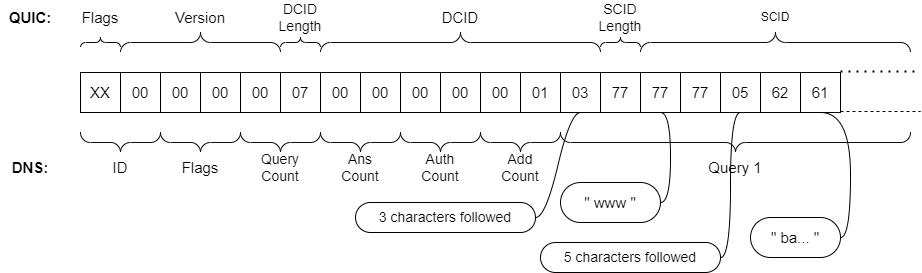 QUIC: Flags Version DCID Length DCID SCID Length SCID
XX 00 00 00 00 07 00 00 00 00 00 01 03 77 77 77 05 62 61
DNS: ID Flags Query Count Ans Count Auth Count Add Count Query 1
3 characters followed
" www "
5 characters followed
" ba... "